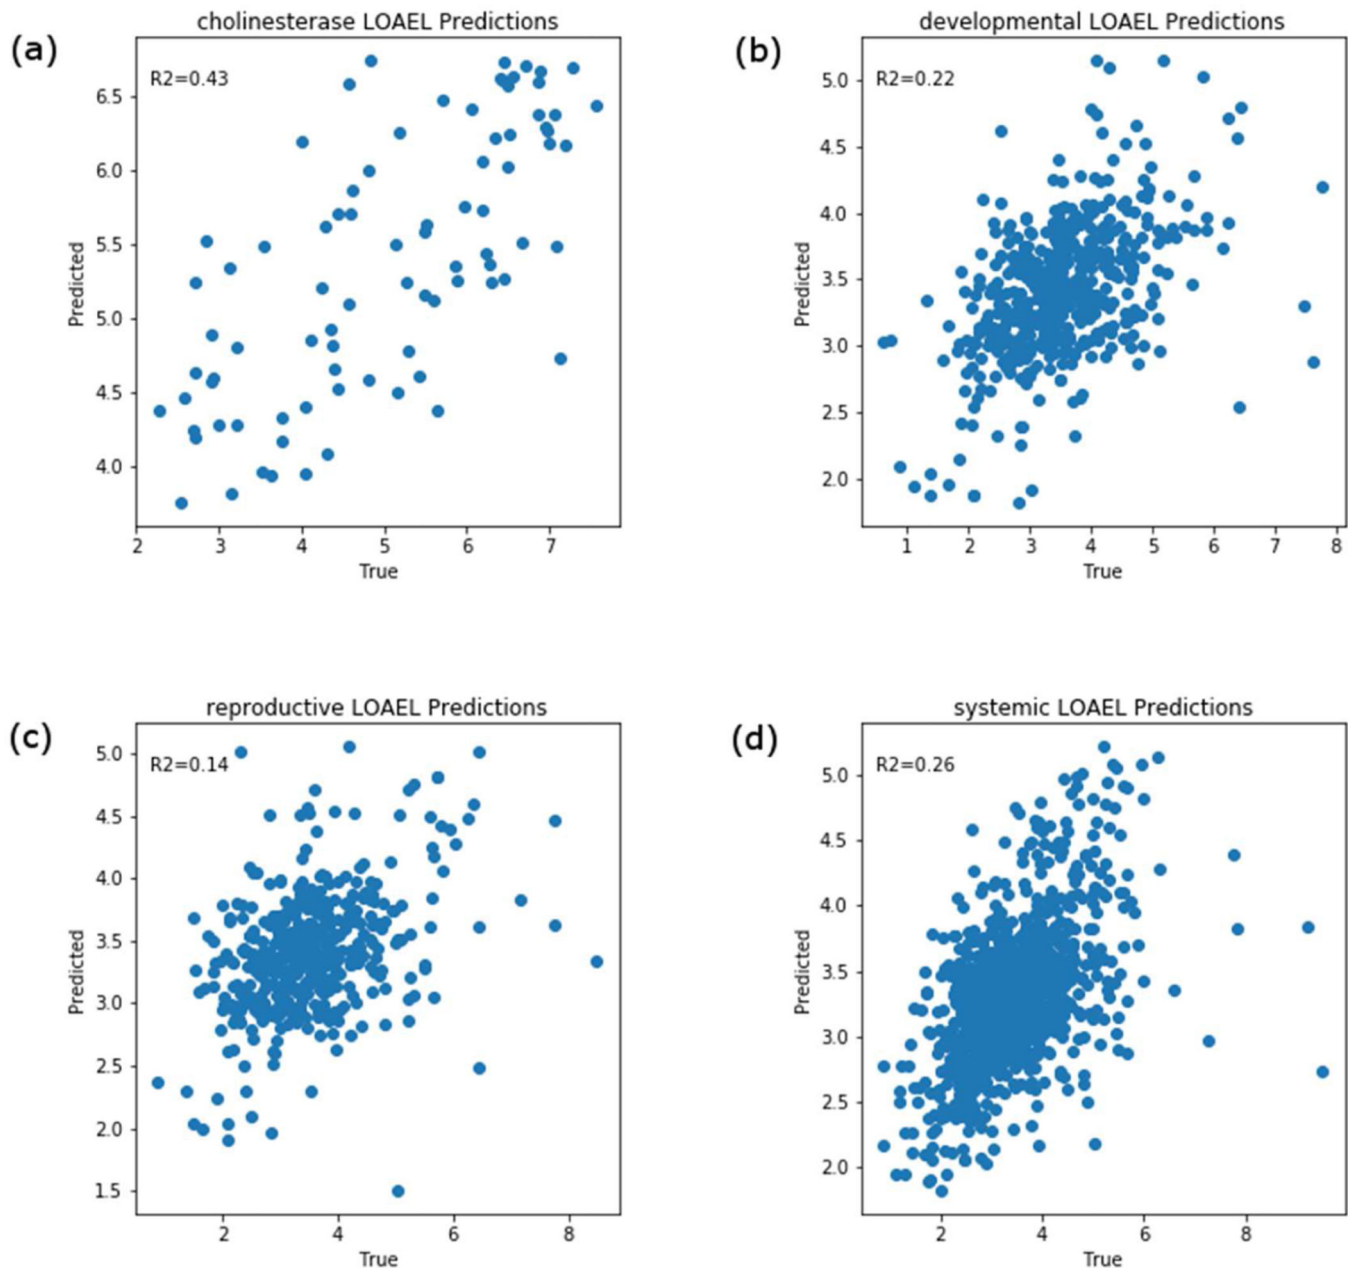 (a)
cholinesterase LOAEL Predictions
R2=0.43
Predicted
6.5
6.0
5.5
5.0
4.5
4.0
2 3 4 5 6 7
True
(b)
developmental LOAEL Predictions
R2=0.22
Predicted
5.0
4.5
4.0
3.5
3.0
2.5
2.0
1 2 3 4 5 6 7 8
True
(c)
reproductive LOAEL Predictions
R2=0.14
Predicted
5.0
4.5
4.0
3.5
3.0
2.5
2.0
1.5
2 4 6 8
True
(d)
systemic LOAEL Predictions
R2=0.26
Predicted
5.0
4.5
4.0
3.5
3.0
2.5
2.0
2 4 6 8
True